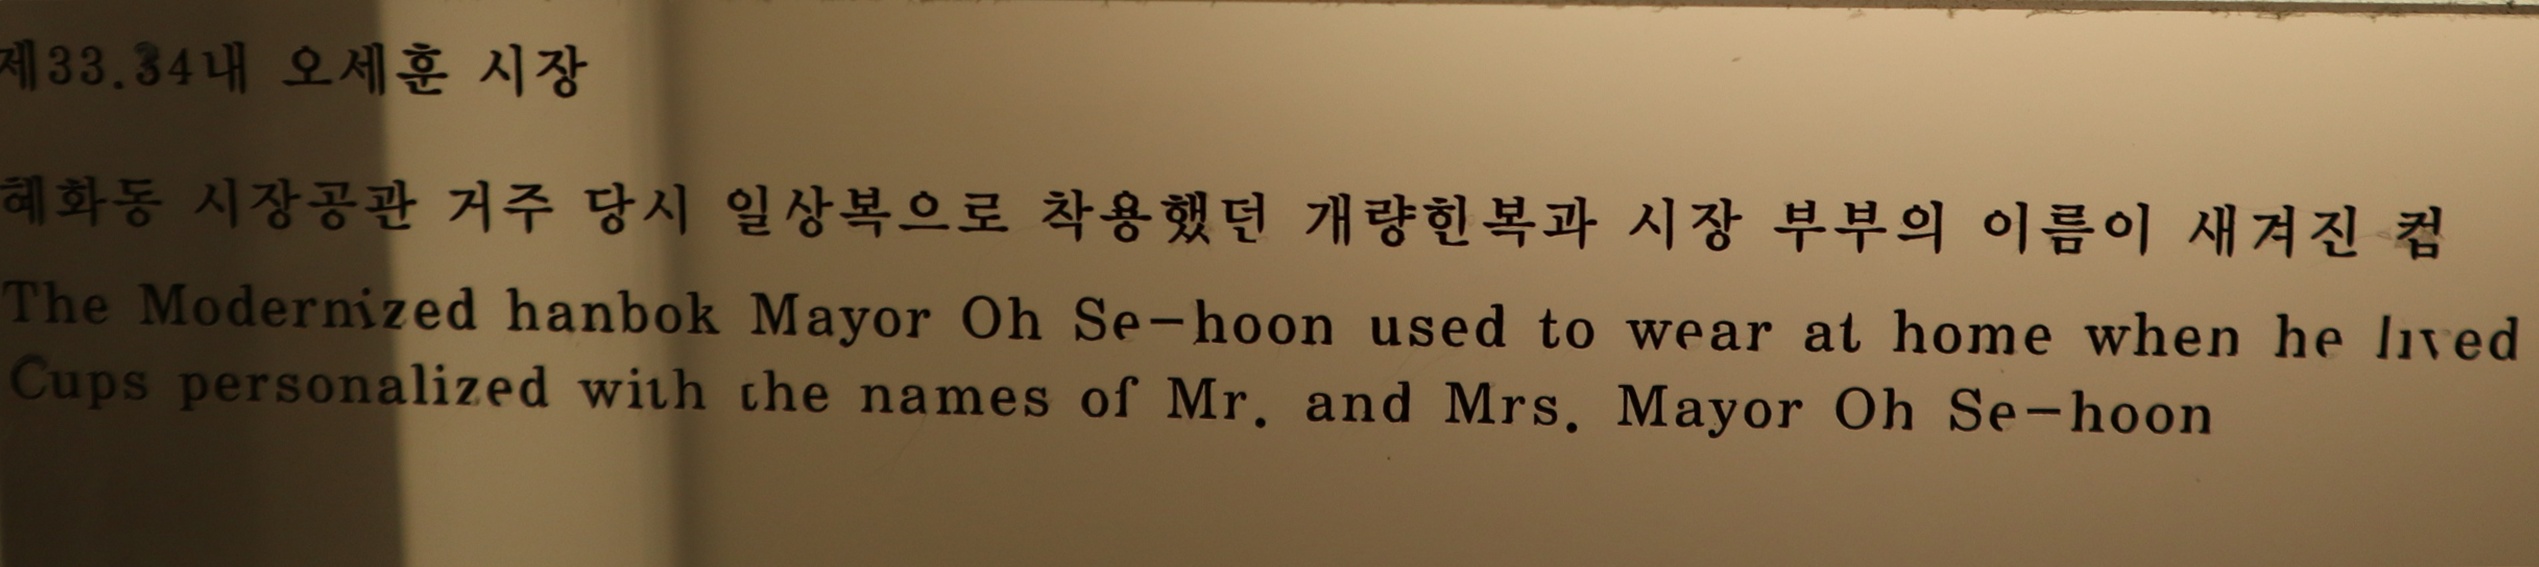 제33.34내 오세훈 시장
혜화동 시장공관 거주 당시 일상복으로 착용했던 개량힌복과 시장 부부의 이름이 새겨진 컵
The Modernized hanbok Mayor Oh Se-hoon used to wear at home when he lived
Cups personalized with the names of Mr. and Mrs. Mayor Oh Se-hoon